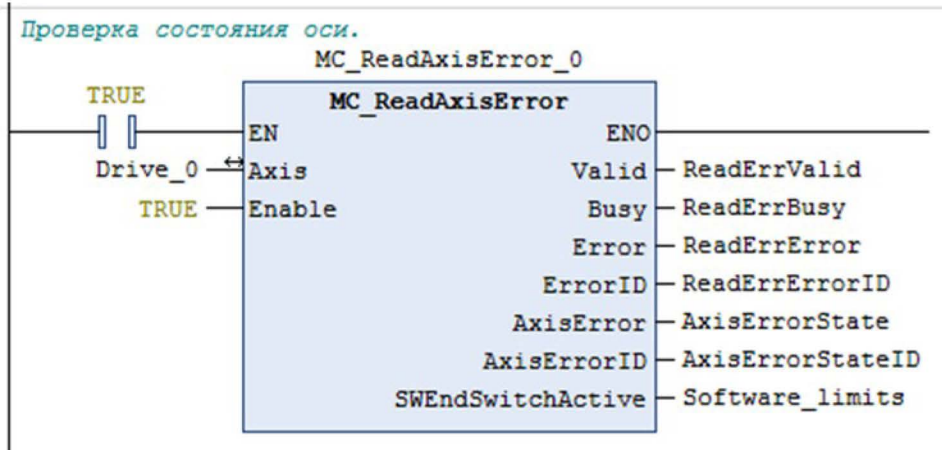 Проверка состояния оси.
MC_ReadAxisError_0
TRUE
MC_ReadAxisError
EN ENO
Drive_0 Axis Valid ReadErrValid
TRUE Enable Busy ReadErrBusy
Error ReadErrError
ErrorID ReadErrErrorID
AxisError AxisErrorState
AxisErrorID AxisErrorStateID
SWEndSwitchActive Software_limits